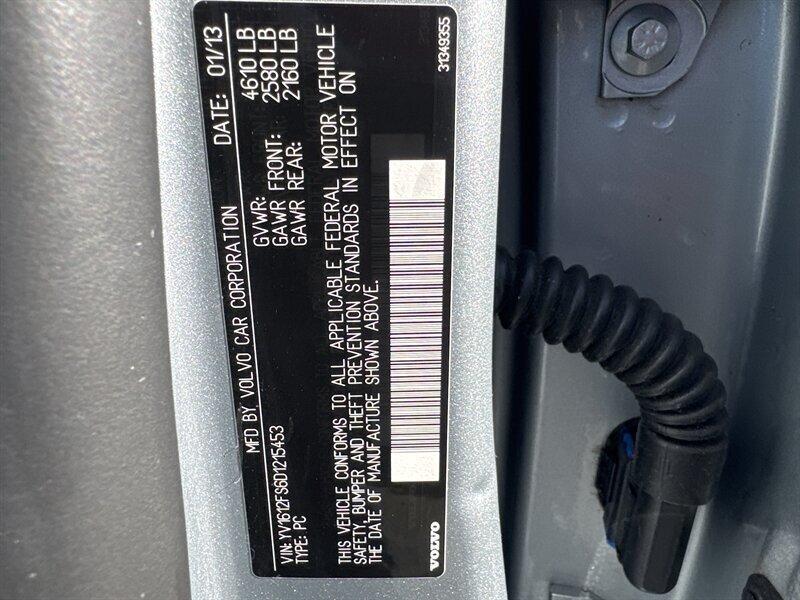 MFD BY VOLVO CAR CORPORATION DATE: 01/13
GVWR: 4610 LB
GAWR FRONT: 2580 LB
GAWR REAR: 2160 LB
VIN: YV1612FS6D1215453
TYPE: PC
THIS VEHICLE CONFORMS TO ALL APPLICABLE FEDERAL MOTOR VEHICLE
SAFETY, BUMPER AND THEFT PREVENTION STANDARDS IN EFFECT ON
THE DATE OF MANUFACTURE SHOWN ABOVE.
VOLVO 31349355